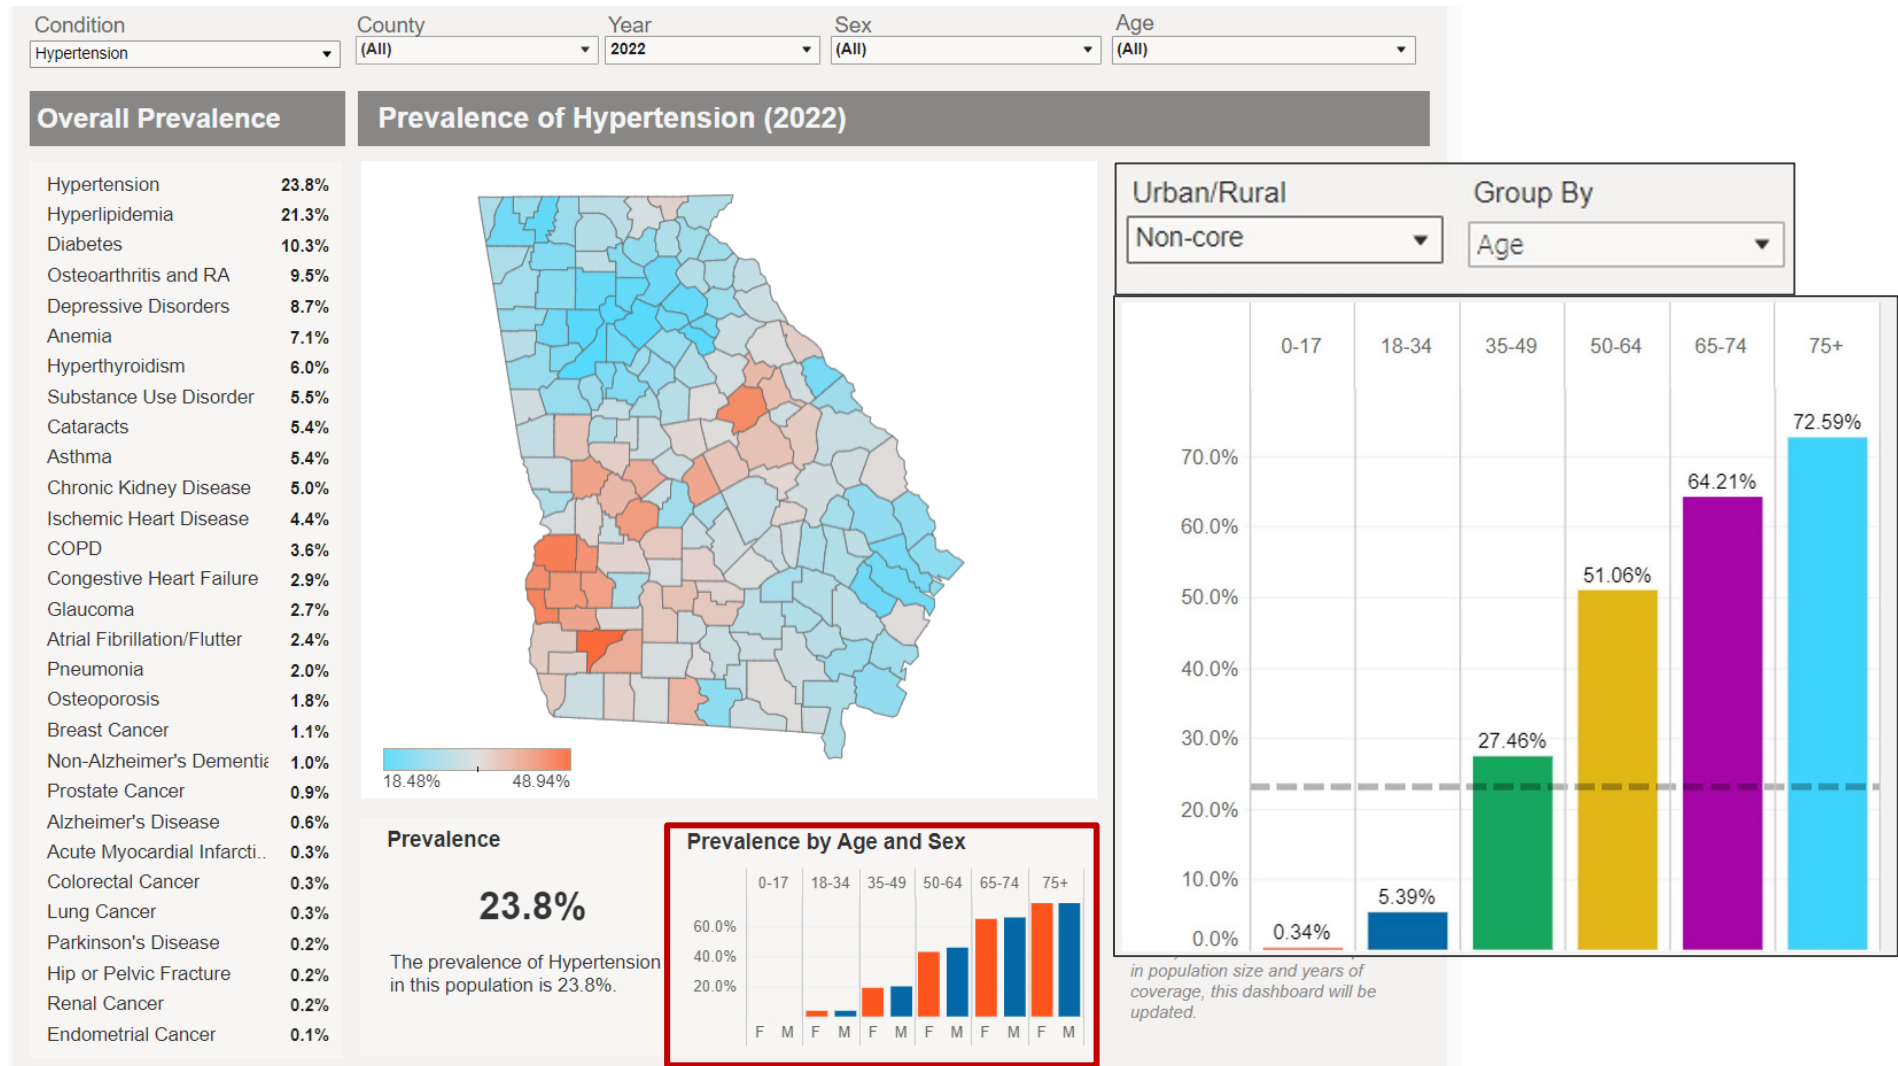 Condition
Hypertension
County
(All)
Year
2022
Sex
(All)
Age
(All)
Overall Prevalence
Hypertension 23.8%
Hyperlipidemia 21.3%
Diabetes 10.3%
Osteoarthritis and RA 9.5%
Depressive Disorders 8.7%
Anemia 7.1%
Hyperthyroidism 6.0%
Substance Use Disorder 5.5%
Cataracts 5.4%
Asthma 5.4%
Chronic Kidney Disease 5.0%
Ischemic Heart Disease 4.4%
COPD 3.6%
Congestive Heart Failure 2.9%
Glaucoma 2.7%
Atrial Fibrillation/Flutter 2.4%
Pneumonia 2.0%
Osteoporosis 1.8%
Breast Cancer 1.1%
Non-Alzheimer's Dementia 1.0%
Prostate Cancer 0.9%
Alzheimer's Disease 0.6%
Acute Myocardial Infarcti.. 0.3%
Colorectal Cancer 0.3%
Lung Cancer 0.3%
Parkinson's Disease 0.2%
Hip or Pelvic Fracture 0.2%
Renal Cancer 0.2%
Endometrial Cancer 0.1%
Prevalence of Hypertension (2022)
18.48% 48.94%
Prevalence
23.8%
The prevalence of Hypertension
in this population is 23.8%.
Prevalence by Age and Sex
0-17 18-34 35-49 50-64 65-74 75+
60.0%
40.0%
20.0%
F M F M F M F M F M F M
Urban/Rural
Non-core
Group By
Age
0-17 18-34 35-49 50-64 65-74 75+
72.59%
70.0%
64.21%
60.0%
51.06%
50.0%
40.0%
30.0%
27.46%
20.0%
10.0%
5.39%
0.34%
0.0%
in population size and years of
coverage, this dashboard will be
updated.